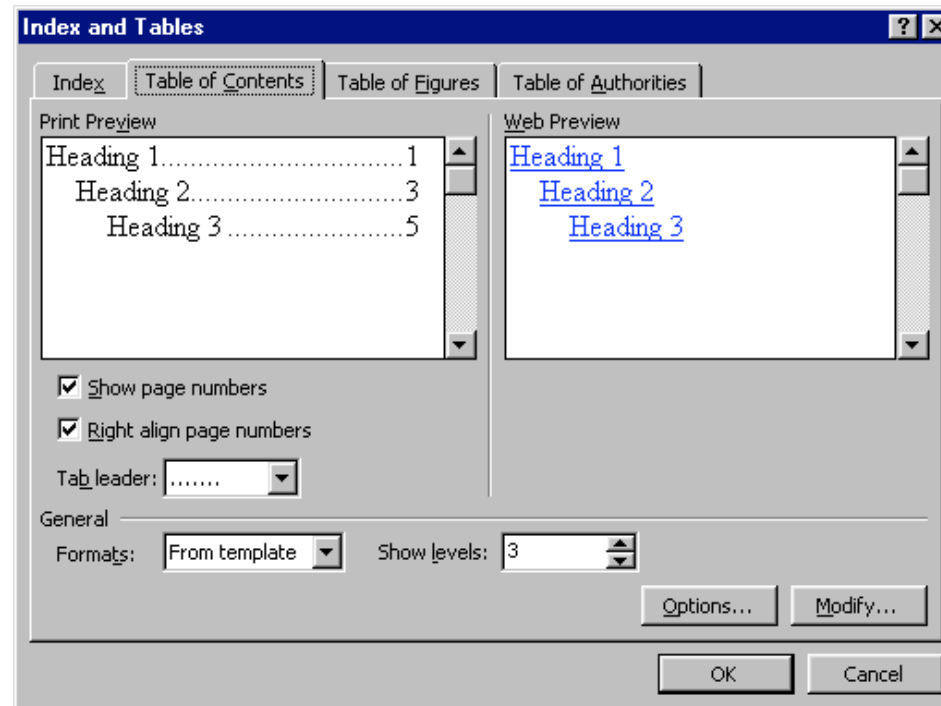 Index and Tables
Index Table of Contents Table of Figures Table of Authorities
Print Preview
Heading 1..............................1
Heading 2..........................3
Heading 3........................5
Web Preview
Heading 1
Heading 2
Heading 3
Show page numbers
Right align page numbers
Tab leader: .......
General
Formats: From template Show levels: 3
Options... Modify...
OK Cancel